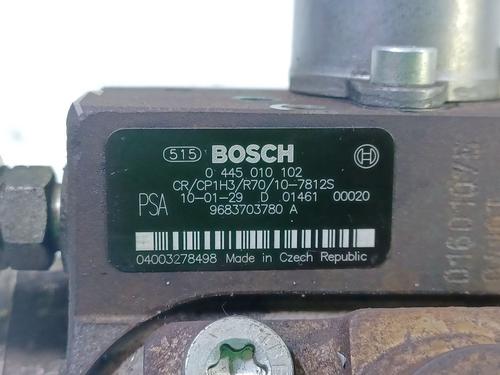 515 BOSCH
0 445 010 102
CR/CP1H3/R70/10-7812S
PSA 10-01-29 D 01461 00020
9683703780 A
04003278498 Made in Czech Republic